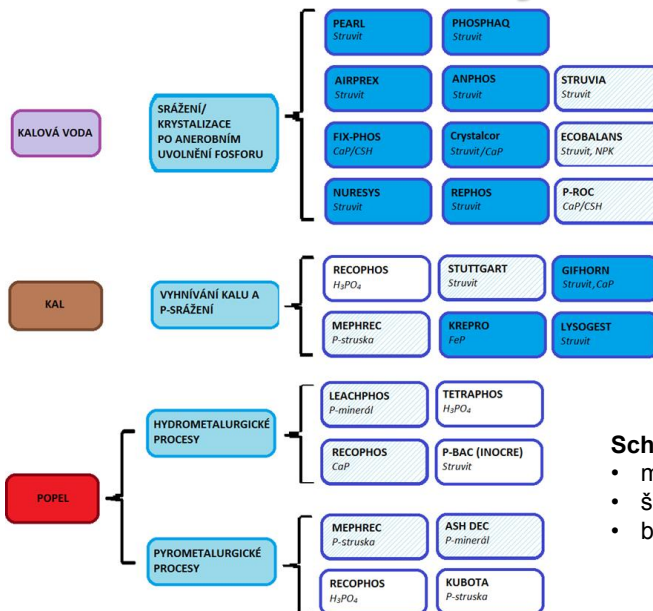 PEARL
Struvit
PHOSPHAQ
Struvit
AIRPREX
Struvit
ANPHOS
Struvit
STRUVIA
Struvit
KALOVÁ VODA
SRÁŽENÍ/
KRYSTALIZACE
PO ANEROBNÍM
UVOLNĚNÍ FOSFORU
FIX-PHOS
CaP/CSH
Crystalcor
Struvit/CaP
ECOBALANS
Struvit, NPK
NURESYS
Struvit
REPHOS
Struvit
P-ROC
CaP/CSH
KAL
VYHNÍVÁNÍ KALU A
P-SRÁŽENÍ
RECOPHOS
H₃PO₄
STUTTGART
Struvit
GIFHORN
Struvit,CaP
MEPHREC
P-struska
KREPRO
FeP
LYSOGEST
Struvit
POPEL
HYDROMETALURGICKÉ
PROCESY
LEACHPHOS
P-minerál
TETRAPHOS
H₃PO₄
RECOPHOS
CaP
P-BAC (INOCRE)
Struvit
PYROMETALURGICKÉ
PROCESY
MEPHREC
P-struska
ASH DEC
P-minerál
RECOPHOS
H₃PO₄
KUBOTA
P-struska
Sch
• m
• š
• b